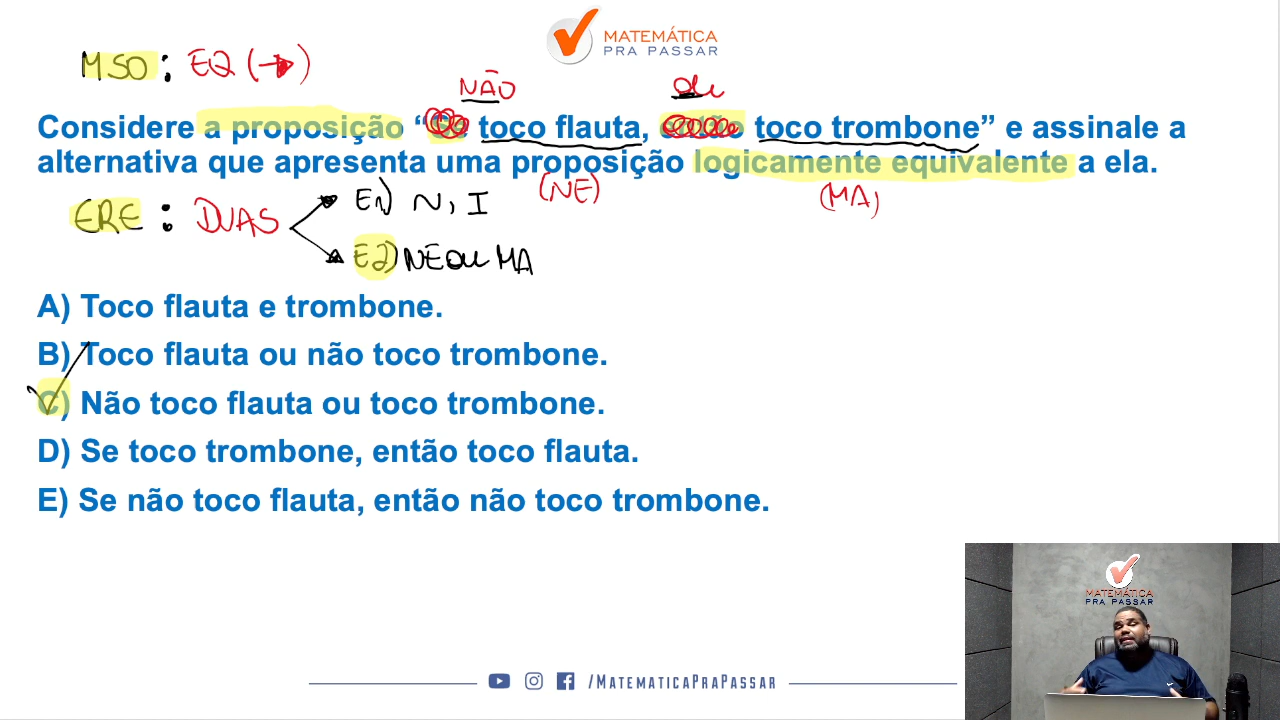 MATEMÁTICA
PRA PASSAR
MSO: EQ (→)
NÃO ou
Considere a proposição “Se toco flauta, então toco trombone” e assinale a
alternativa que apresenta uma proposição logicamente equivalente a ela.
(NE) (MA)
ERE: DUAS
E1) N, I
E2) NE ou MA
A) Toco flauta e trombone.
B) Toco flauta ou não toco trombone.
C) Não toco flauta ou toco trombone.
D) Se toco trombone, então toco flauta.
E) Se não toco flauta, então não toco trombone.
MATEMÁTICA
PRA PASSAR
/MATEMATICAPRAPASSAR